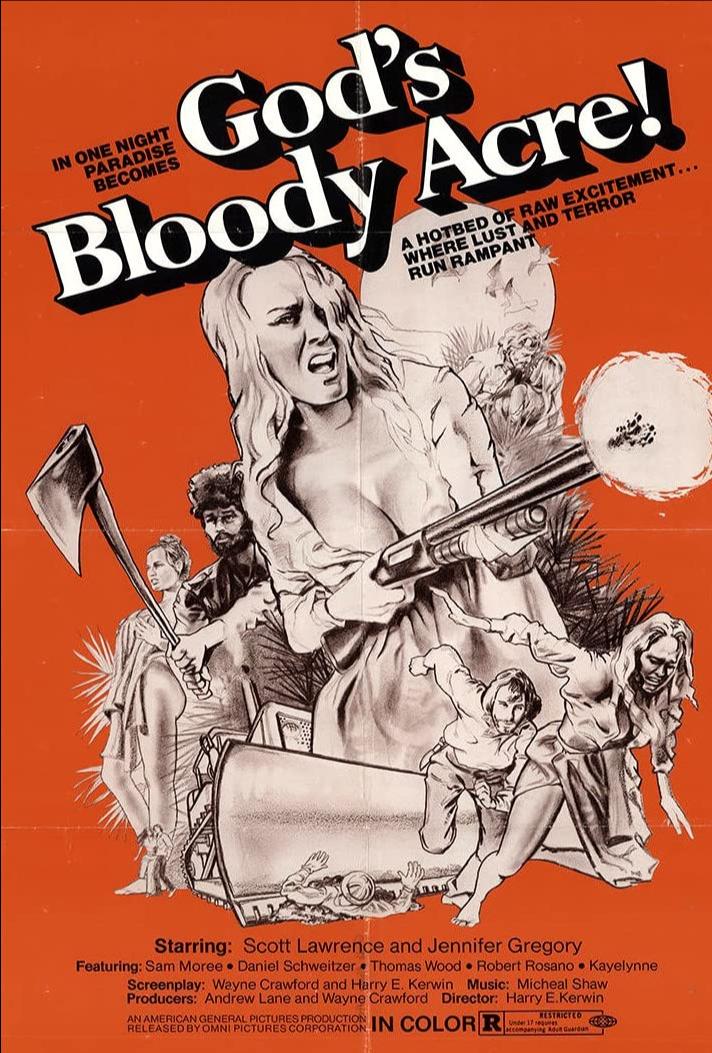 God's
IN ONE NIGHT
PARADISE
BECOMES
Bloody Acre!
A HOTBED OF RAW EXCITEMENT...
WHERE LUST AND TERROR
RUN RAMPANT
Starring: Scott Lawrence and Jennifer Gregory
Featuring: Sam Moree • Daniel Schweitzer • Thomas Wood • Robert Rosano • Kayelynne
Screenplay: Wayne Crawford and Harry E. Kerwin Music: Micheal Shaw
Producers: Andrew Lane and Wayne Crawford Director: Harry E.Kerwin
AN AMERICAN GENERAL PICTURES PRODUCTION
RELEASED BY OMNI PICTURES CORPORATION
IN COLOR
R
RESTRICTED
Under 17 requires
accompanying Adult Guardian